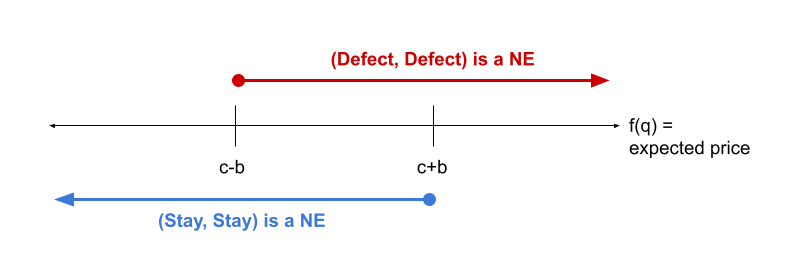 (Defect, Defect) is a NE
f(q) =
expected price
c-b
c+b
(Stay, Stay) is a NE